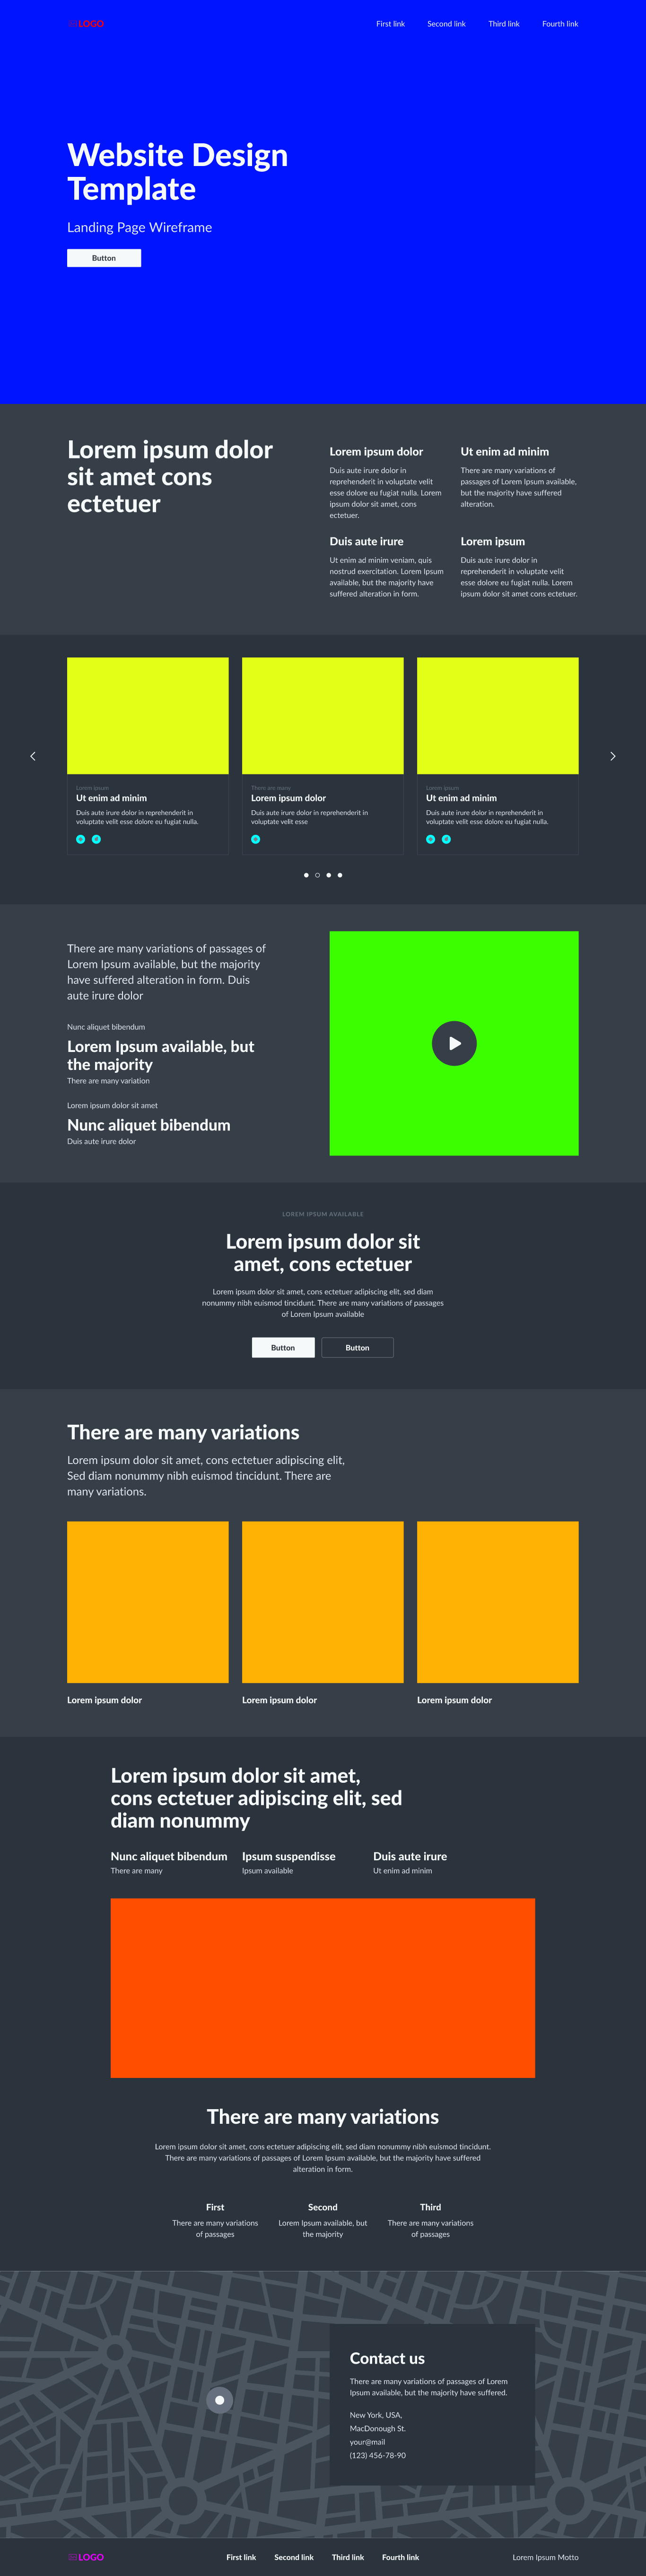 LOGO
First link
Second link
Third link
Fourth link
Website Design
Template
Landing Page Wireframe
Button
Lorem ipsum dolor
sit amet cons
ectetuer
Lorem ipsum dolor
Duis aute irure dolor in
reprehenderit in voluptate velit
esse dolore eu fugiat nulla. Lorem
ipsum dolor sit amet, cons
ectetuer.
Ut enim ad minim
There are many variations of
passages of Lorem Ipsum available,
but the majority have suffered
alteration.
Duis aute irure
Ut enim ad minim veniam, quis
nostrud exercitation. Lorem Ipsum
available, but the majority have
suffered alteration in form.
Lorem ipsum
Duis aute irure dolor in
reprehenderit in voluptate velit
esse dolore eu fugiat nulla. Lorem
ipsum dolor sit amet cons ectetuer.
Lorem ipsum
Ut enim ad minim
Duis aute irure dolor in reprehenderit in
voluptate velit esse dolore eu fugiat nulla.
There are many
Lorem ipsum dolor
Duis aute irure dolor in reprehenderit in
voluptate velit esse
Lorem ipsum
Ut enim ad minim
Duis aute irure dolor in reprehenderit in
voluptate velit esse dolore eu fugiat nulla.
There are many variations of passages of
Lorem Ipsum available, but the majority
have suffered alteration in form. Duis
aute irure dolor
Nunc aliquet bibendum
Lorem Ipsum available, but
the majority
There are many variation
Lorem ipsum dolor sit amet
Nunc aliquet bibendum
Duis aute irure dolor
LOREM IPSUM AVAILABLE
Lorem ipsum dolor sit
amet, cons ectetuer
Lorem ipsum dolor sit amet, cons ectetuer adipiscing elit, sed diam
nonummy nibh euismod tincidunt. There are many variations of passages
of Lorem Ipsum available
Button
Button
There are many variations
Lorem ipsum dolor sit amet, cons ectetuer adipiscing elit,
Sed diam nonummy nibh euismod tincidunt. There are
many variations.
Lorem ipsum dolor
Lorem ipsum dolor
Lorem ipsum dolor
Lorem ipsum dolor sit amet,
cons ectetuer adipiscing elit, sed
diam nonummy
Nunc aliquet bibendum
There are many
Ipsum suspendisse
Ipsum available
Duis aute irure
Ut enim ad minim
There are many variations
Lorem ipsum dolor sit amet, cons ectetuer adipiscing elit, sed diam nonummy nibh euismod tincidunt.
There are many variations of passages of Lorem Ipsum available, but the majority have suffered
alteration in form.
First
There are many variations
of passages
Second
Lorem Ipsum available, but
the majority
Third
There are many variations
of passages
Contact us
There are many variations of passages of Lorem
Ipsum available, but the majority have suffered.
New York, USA,
MacDonough St.
your@mail
(123) 456-78-90
LOGO
First link
Second link
Third link
Fourth link
Lorem Ipsum Motto